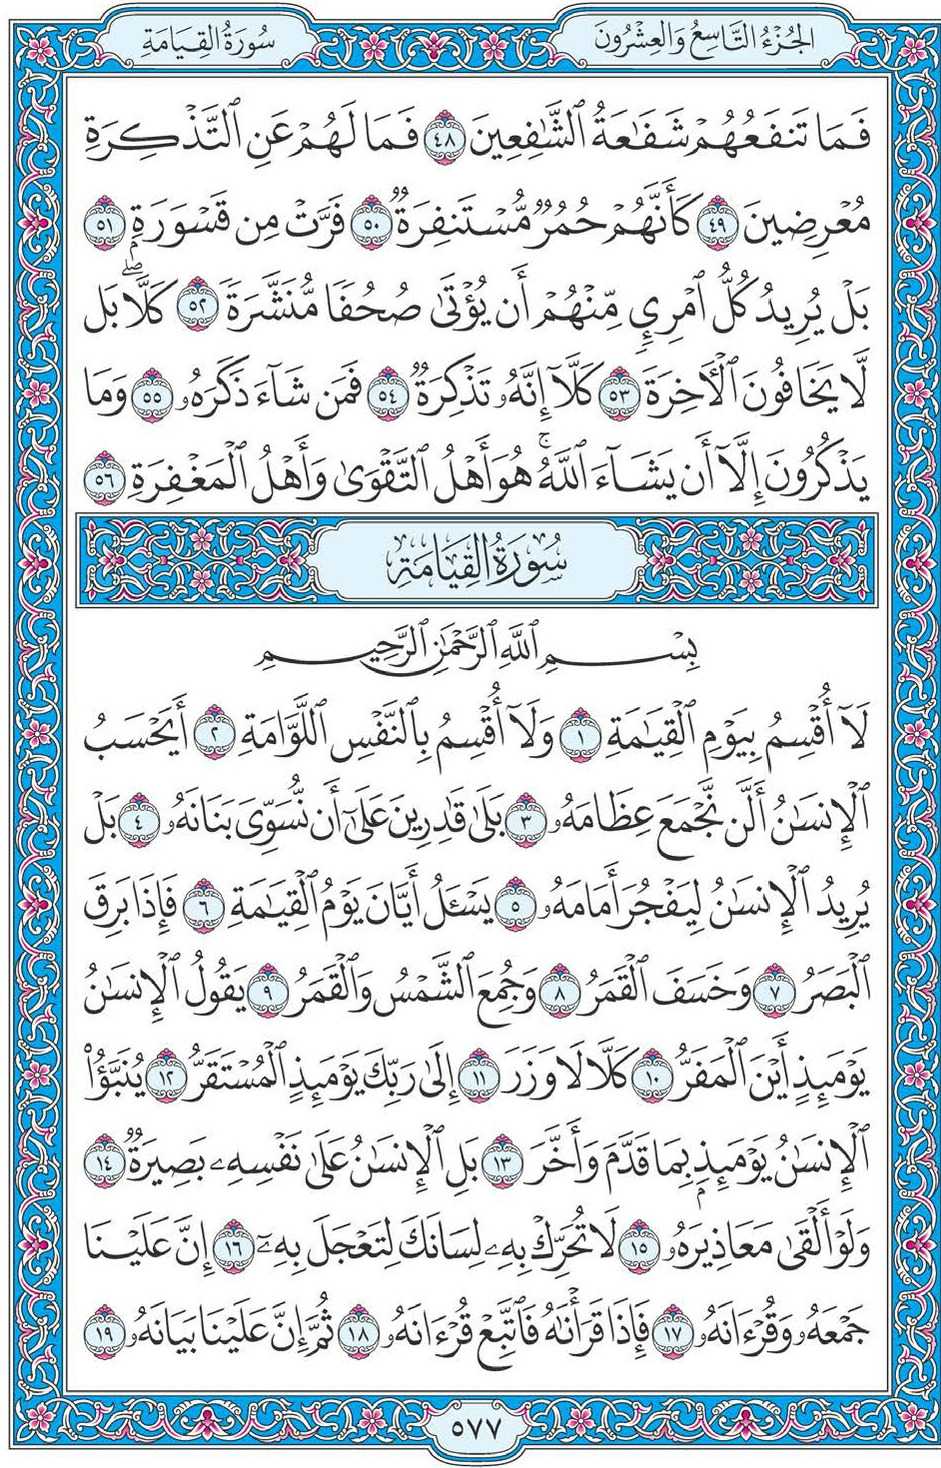 الجُزْءُ التَّاسِعُ وَالعِشْرُونَ
سُورَةُ القِيَامَةِ
فَمَا تَنفَعُهُمْ شَفَٰعَةُ ٱلشَّٰفِعِينَ ٤٨ فَمَا لَهُمْ عَنِ ٱلتَّذْكِرَةِ
مُعْرِضِينَ ٤٩ كَأَنَّهُمْ حُمُرٌ مُّسْتَنفِرَةٌ ٥٠ فَرَّتْ مِن قَسْوَرَةٍۭ ٥١
بَلْ يُرِيدُ كُلُّ ٱمْرِئٍ مِّنْهُمْ أَن يُؤْتَىٰ صُحُفًا مُّنَشَّرَةً ٥٢ كَلَّاۖ بَل
لَّا يَخَافُونَ ٱلْأَخِرَةَ ٥٣ كَلَّآ إِنَّهُۥ تَذْكِرَةٌ ٥٤ فَمَن شَآءَ ذَكَرَهُۥ ٥٥ وَمَا
يَذْكُرُونَ إِلَّآ أَن يَشَآءَ ٱللَّهُۚ هُوَ أَهْلُ ٱلتَّقْوَىٰ وَأَهْلُ ٱلْمَغْفِرَةِ ٥٦
سُورَةُ القِيَامَةِ
بِسْمِ ٱللَّهِ ٱلرَّحْمَٰنِ ٱلرَّحِيمِ
لَآ أُقْسِمُ بِيَوْمِ ٱلْقِيَٰمَةِ ١ وَلَآ أُقْسِمُ بِٱلنَّفْسِ ٱللَّوَّامَةِ ٢ أَيَحْسَبُ
ٱلْإِنسَٰنُ أَلَّن نَّجْمَعَ عِظَامَهُۥ ٣ بَلَىٰ قَٰدِرِينَ عَلَىٰٓ أَن نُّسَوِّىَ بَنَانَهُۥ ٤ بَلْ
يُرِيدُ ٱلْإِنسَٰنُ لِيَفْجُرَ أَمَامَهُۥ ٥ يَسْـَٔلُ أَيَّانَ يَوْمُ ٱلْقِيَٰمَةِ ٦ فَإِذَا بَرِقَ
ٱلْبَصَرُ ٧ وَخَسَفَ ٱلْقَمَرُ ٨ وَجُمِعَ ٱلشَّمْسُ وَٱلْقَمَرُ ٩ يَقُولُ ٱلْإِنسَٰنُ
يَوْمَئِذٍ أَيْنَ ٱلْمَفَرُّ ١٠ كَلَّا لَا وَزَرَ ١١ إِلَىٰ رَبِّكَ يَوْمَئِذٍ ٱلْمُسْتَقَرُّ ١٢ يُنَبَّؤُا۟
ٱلْإِنسَٰنُ يَوْمَئِذٍۭ بِمَا قَدَّمَ وَأَخَّرَ ١٣ بَلِ ٱلْإِنسَٰنُ عَلَىٰ نَفْسِهِۦ بَصِيرَةٌ ١٤
وَلَوْ أَلْقَىٰ مَعَاذِيرَهُۥ ١٥ لَا تُحَرِّكْ بِهِۦ لِسَانَكَ لِتَعْجَلَ بِهِۦٓ ١٦ إِنَّ عَلَيْنَا
جَمْعَهُۥ وَقُرْءَانَهُۥ ١٧ فَإِذَا قَرَأْنَٰهُ فَٱتَّبِعْ قُرْءَانَهُۥ ١٨ ثُمَّ إِنَّ عَلَيْنَا بَيَانَهُۥ ١٩
٥٧٧